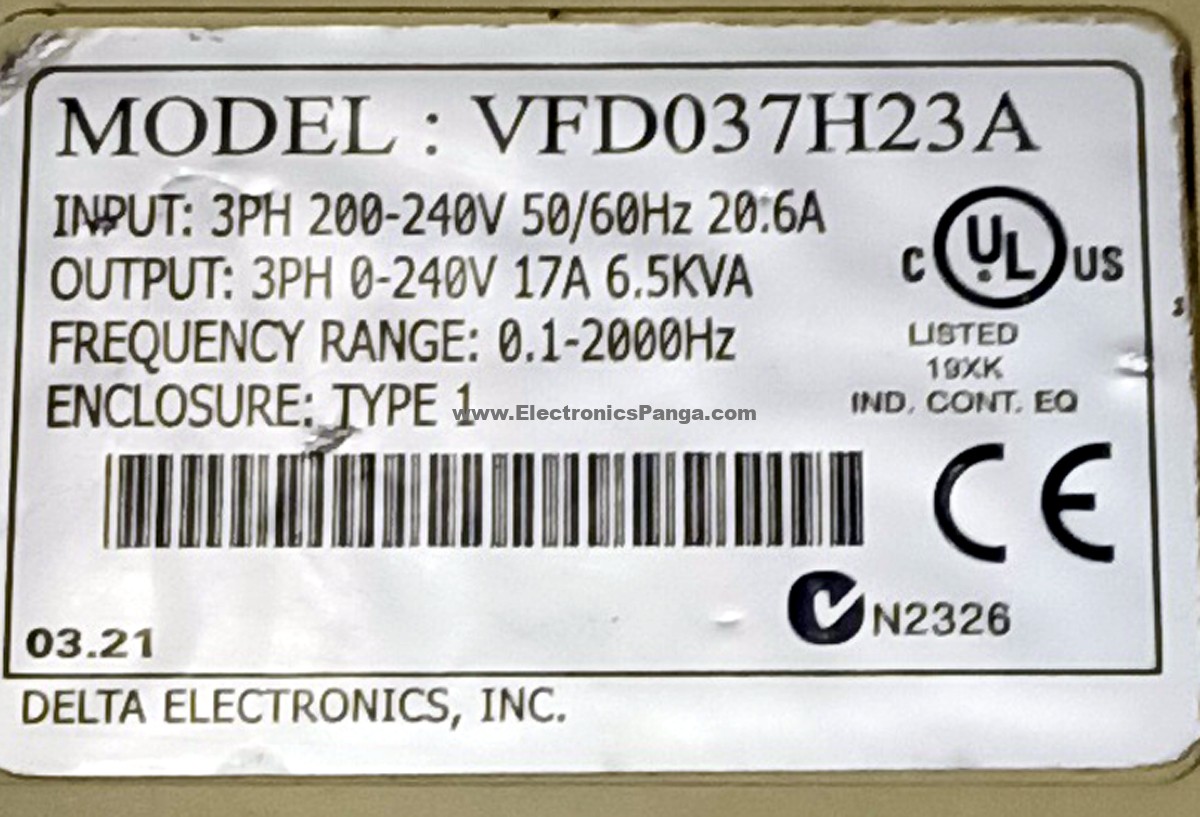 MODEL : VFD037H23A
INPUT: 3PH 200-240V 50/60Hz 20.6A
OUTPUT: 3PH 0-240V 17A 6.5KVA
FREQUENCY RANGE: 0.1-2000Hz
ENCLOSURE: TYPE 1
www.ElectronicsPanga.com
C UL US
LISTED
19XK
IND. CONT. EQ
CE
N2326
03.21
DELTA ELECTRONICS, INC.